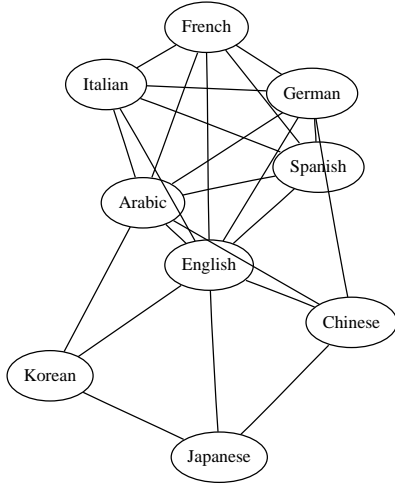 French
Italian
German
Spanish
Arabic
English
Chinese
Korean
Japanese